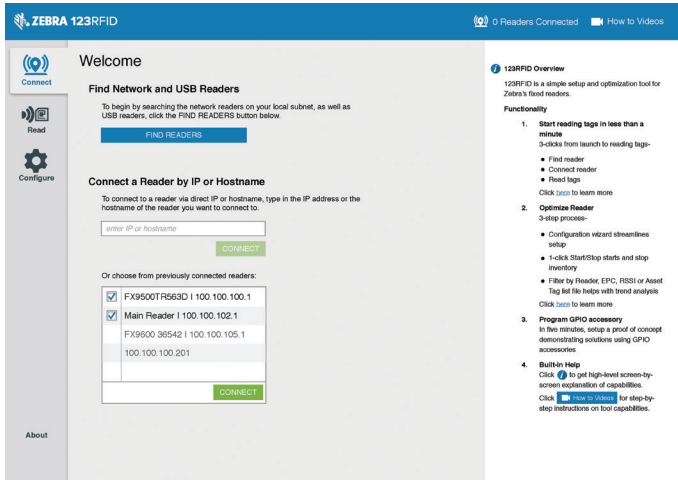 ZEBRA 123RFID
0 Readers Connected
How to Videos
Connect
Read
Configure
About
Welcome
Find Network and USB Readers
To begin by searching the network readers on your local subnet, as well as
USB readers, click the FIND READERS button below.
FIND READERS
Connect a Reader by IP or Hostname
To connect to a reader via direct IP or hostname, type in the IP address or the
hostname of the reader you want to connect to.
enter IP or hostname
CONNECT
Or choose from previously connected readers:
FX9500TR563D I 100.100.100.1
Main Reader I 100.100.102.1
FX9600 36542 I 100.100.105.1
100.100.100.201
CONNECT
i 123RFID Overview
123RFID is a simple setup and optimization tool for
Zebra's fixed readers.
Functionality
1. Start reading tags in less than a
minute
3-clicks from launch to reading tags-
• Find reader
• Connect reader
• Read tags
Click here to learn more
2. Optimize Reader
3-step process-
• Configuration wizard streamlines
setup
• 1-click Start/Stop starts and stop
inventory
• Filter by Reader, EPC, RSSI or Asset
Tag list file helps with trend analysis
Click here to learn more
3. Program GPIO accessory
In five minutes, setup a proof of concept
demonstrating solutions using GPIO
accessories
4. Built-in Help
Click i to get high-level screen-by-
screen explanation of capabilities.
Click How to Videos for step-by-
step instructions on tool capabilities.